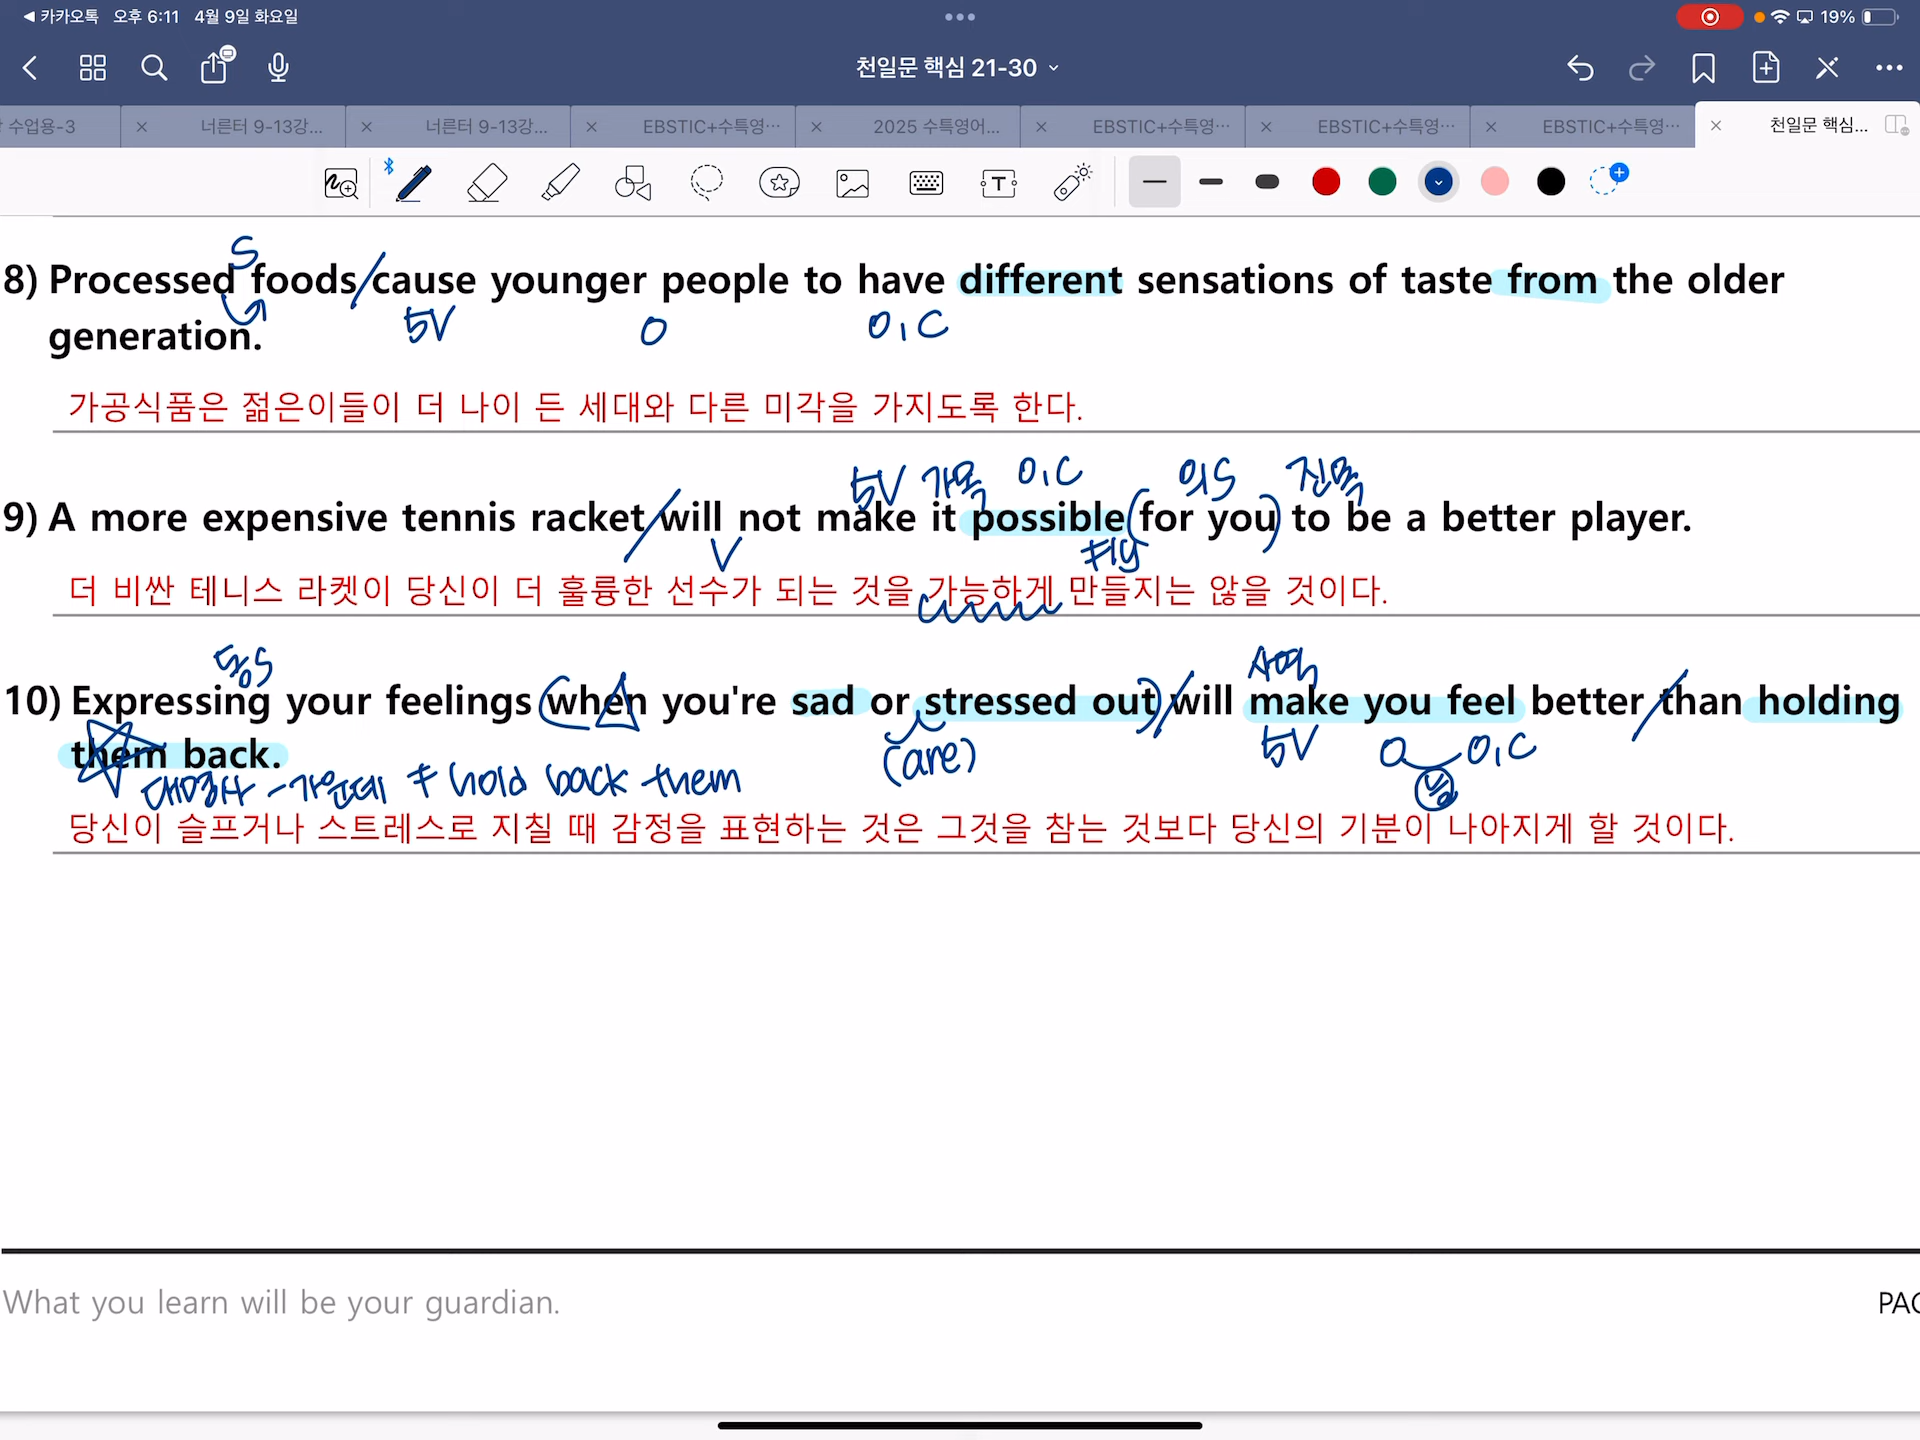 카카오톡 오후 6:11 4월 9일 화요일 19%
천일문 핵심 21-30
수업용-3 너른터 9-13강... 너른터 9-13강... EBSTIC+수특영… 2025 수특영어... EBSTIC+수특영… EBSTIC+수특영… EBSTIC+수특영… 천일문 핵심...
S
8) Processed foods/cause younger people to have different sensations of taste from the older
generation.
5V O O.C
가공식품은 젊은이들이 더 나이 든 세대와 다른 미각을 가지도록 한다.
5V 가목 O.C 의S 진목
9) A more expensive tennis racket/will not make it possible (for you) to be a better player.
V ≠ly
더 비싼 테니스 라켓이 당신이 더 훌륭한 선수가 되는 것을 가능하게 만들지는 않을 것이다.
동S 사역
10) Expressing your feelings (when you're sad or stressed out)/will make you feel better/than holding
them back.
(are) 5V O O.C
대명사 - 가운데 ≠ hold back them
당신이 슬프거나 스트레스로 지칠 때 감정을 표현하는 것은 그것을 참는 것보다 당신의 기분이 나아지게 할 것이다.
What you learn will be your guardian.